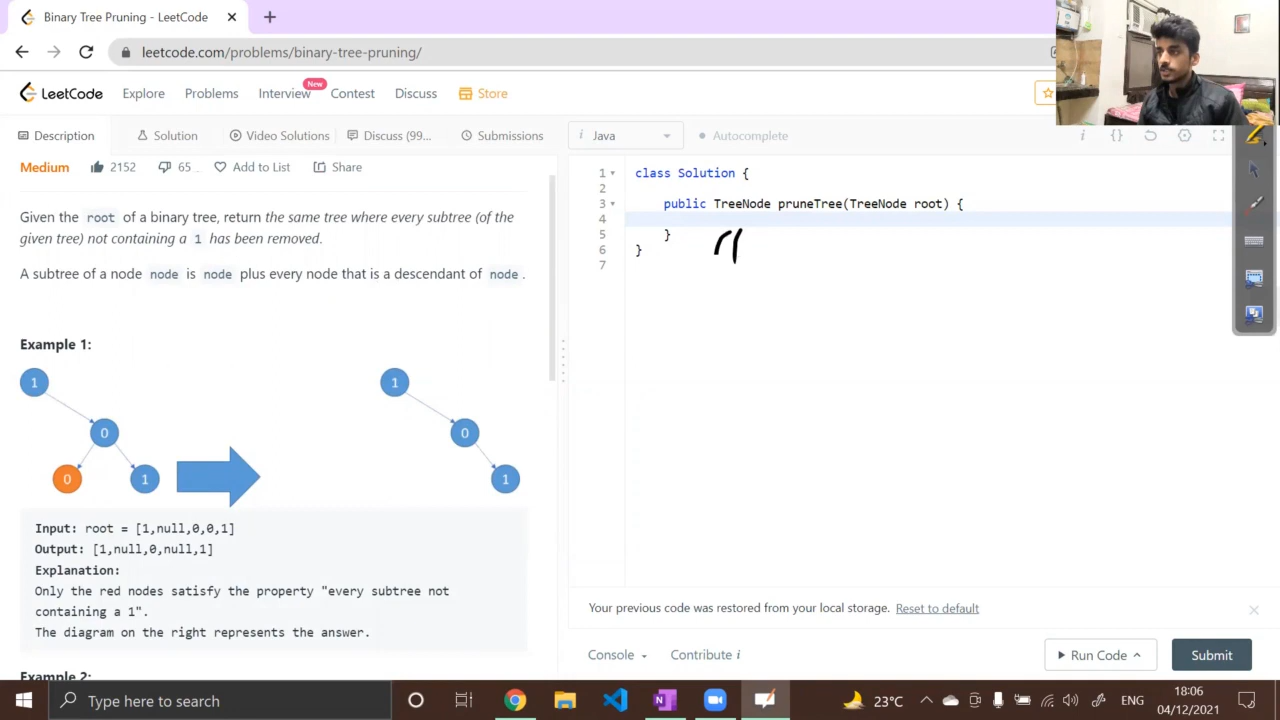 Binary Tree Pruning - LeetCode
leetcode.com/problems/binary-tree-pruning/
LeetCode
Explore
Problems
Interview
New
Contest
Discuss
Store
Description
Solution
Video Solutions
Discuss (99...
Submissions
i Java
Autocomplete
i
{}
Medium
2152
65
Add to List
Share
Given the root of a binary tree, return the same tree where every subtree (of the
given tree) not containing a 1 has been removed.
A subtree of a node node is node plus every node that is a descendant of node .
Example 1:
1
0
0
1
1
0
1
Input: root = [1,null,0,0,1]
Output: [1,null,0,null,1]
Explanation:
Only the red nodes satisfy the property "every subtree not
containing a 1".
The diagram on the right represents the answer.
Example 2:
1 class Solution {
2
3 public TreeNode pruneTree(TreeNode root) {
4
5 }
6 }
7
Your previous code was restored from your local storage. Reset to default
Console
Contribute i
Run Code
Submit
Type here to search
23°C
ENG
18:06
04/12/2021